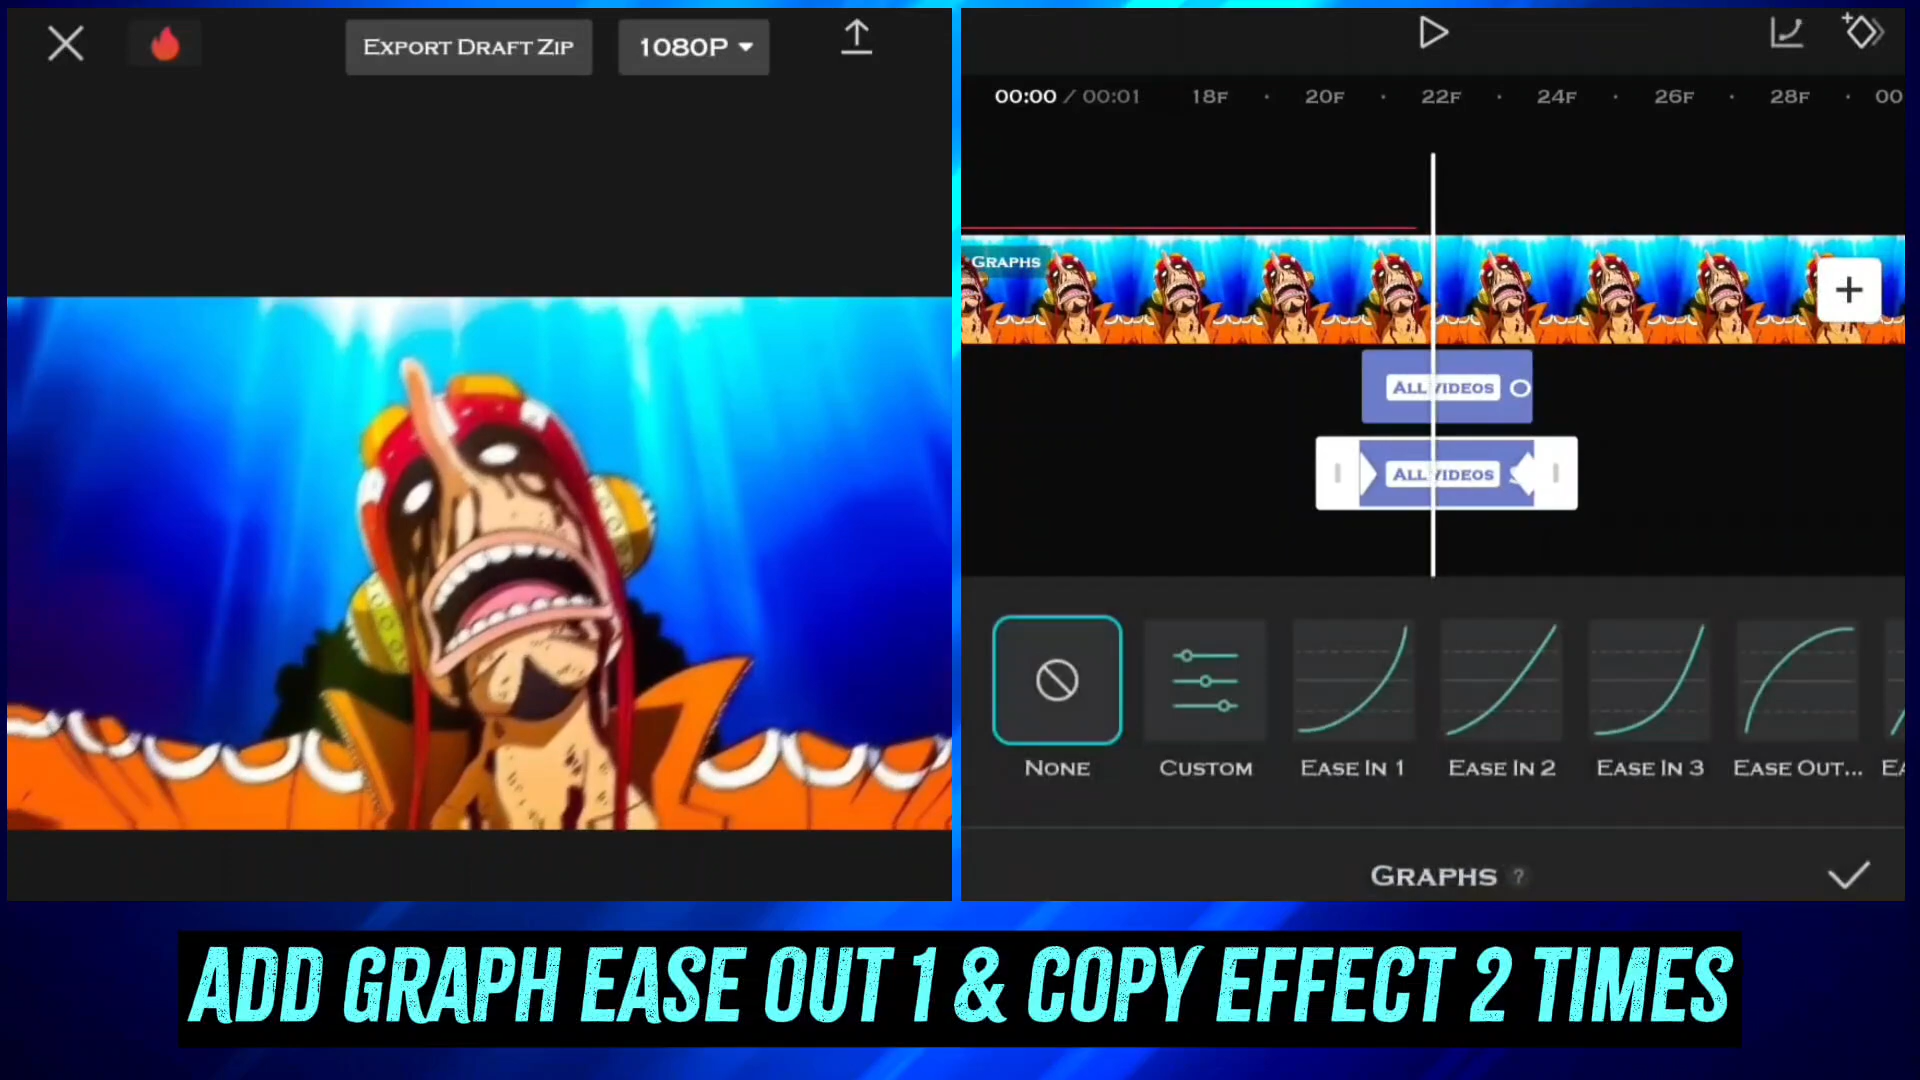 EXPORT DRAFT ZIP
1080P
00:00 / 00:01 18F 20F 22F 24F 26F 28F 00
GRAPHS
ALL VIDEOS
ALL VIDEOS
NONE CUSTOM EASE IN 1 EASE IN 2 EASE IN 3 EASE OUT... EA
GRAPHS ?
ADD GRAPH EASE OUT 1 & COPY EFFECT 2 TIMES